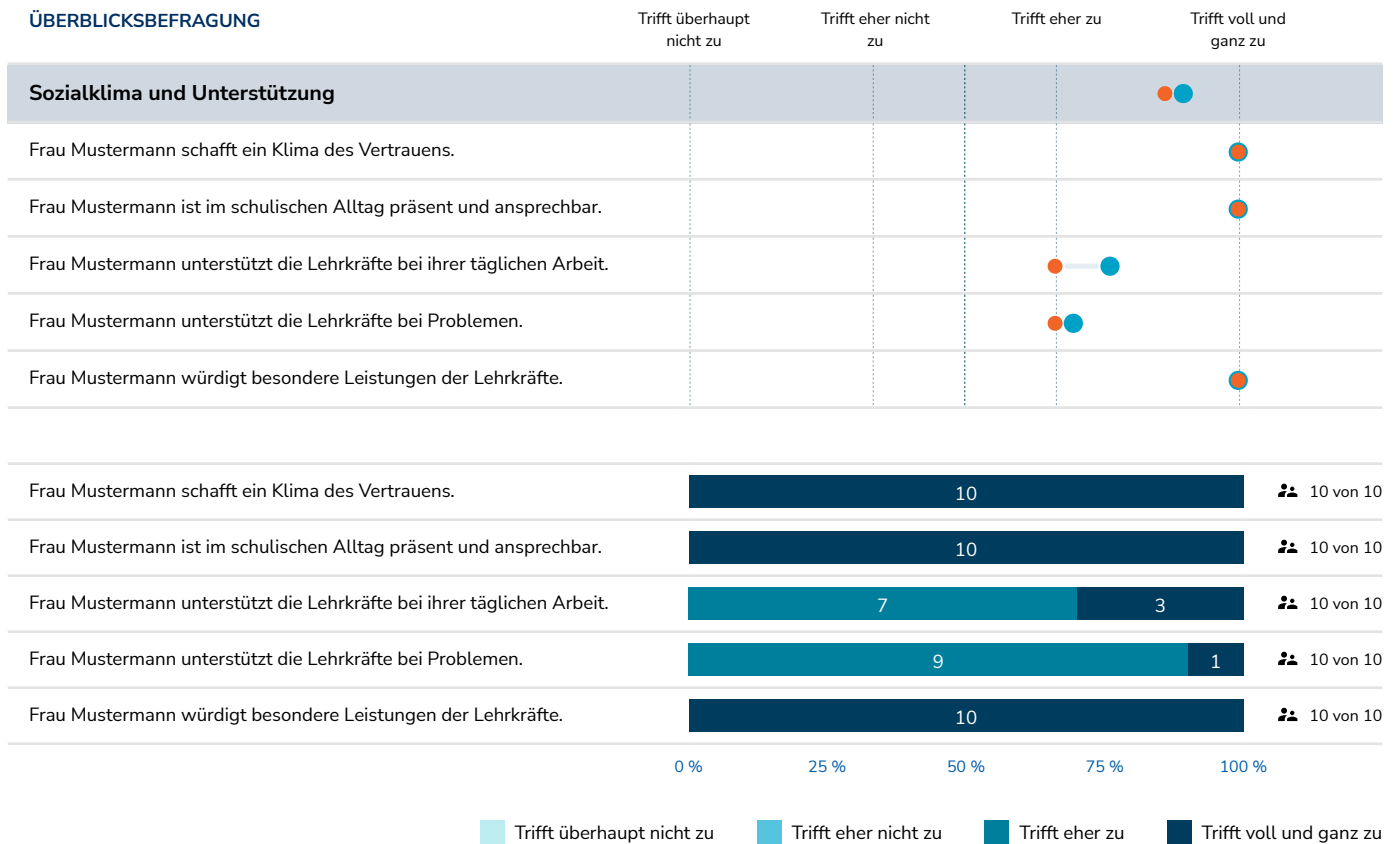 ÜBERBLICKSBEFRAGUNG
Trifft überhaupt
nicht zu
Trifft eher nicht
zu
Trifft eher zu
Trifft voll und
ganz zu
Sozialklima und Unterstützung
Frau Mustermann schafft ein Klima des Vertrauens.
Frau Mustermann ist im schulischen Alltag präsent und ansprechbar.
Frau Mustermann unterstützt die Lehrkräfte bei ihrer täglichen Arbeit.
Frau Mustermann unterstützt die Lehrkräfte bei Problemen.
Frau Mustermann würdigt besondere Leistungen der Lehrkräfte.
Frau Mustermann schafft ein Klima des Vertrauens. 10 10 von 10
Frau Mustermann ist im schulischen Alltag präsent und ansprechbar. 10 10 von 10
Frau Mustermann unterstützt die Lehrkräfte bei ihrer täglichen Arbeit. 7 3 10 von 10
Frau Mustermann unterstützt die Lehrkräfte bei Problemen. 9 1 10 von 10
Frau Mustermann würdigt besondere Leistungen der Lehrkräfte. 10 10 von 10
0 % 25 % 50 % 75 % 100 %
Trifft überhaupt nicht zu Trifft eher nicht zu Trifft eher zu Trifft voll und ganz zu